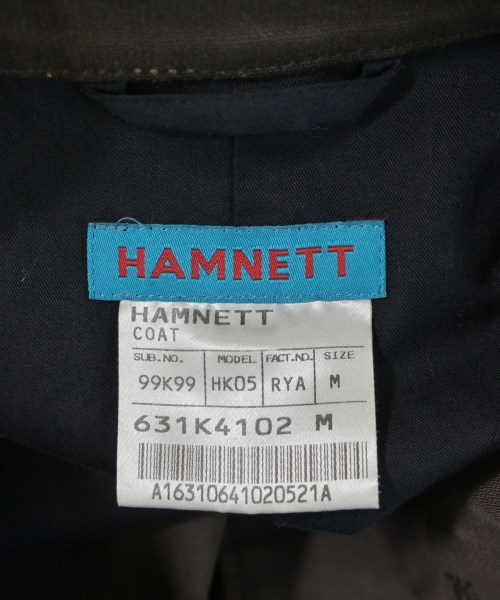 HAMNETT
HAMNETT
COAT
SUB.NO. MODEL FACT.NO. SIZE
99K99 HK05 RYA M
631K4102 M
A16310641020521A